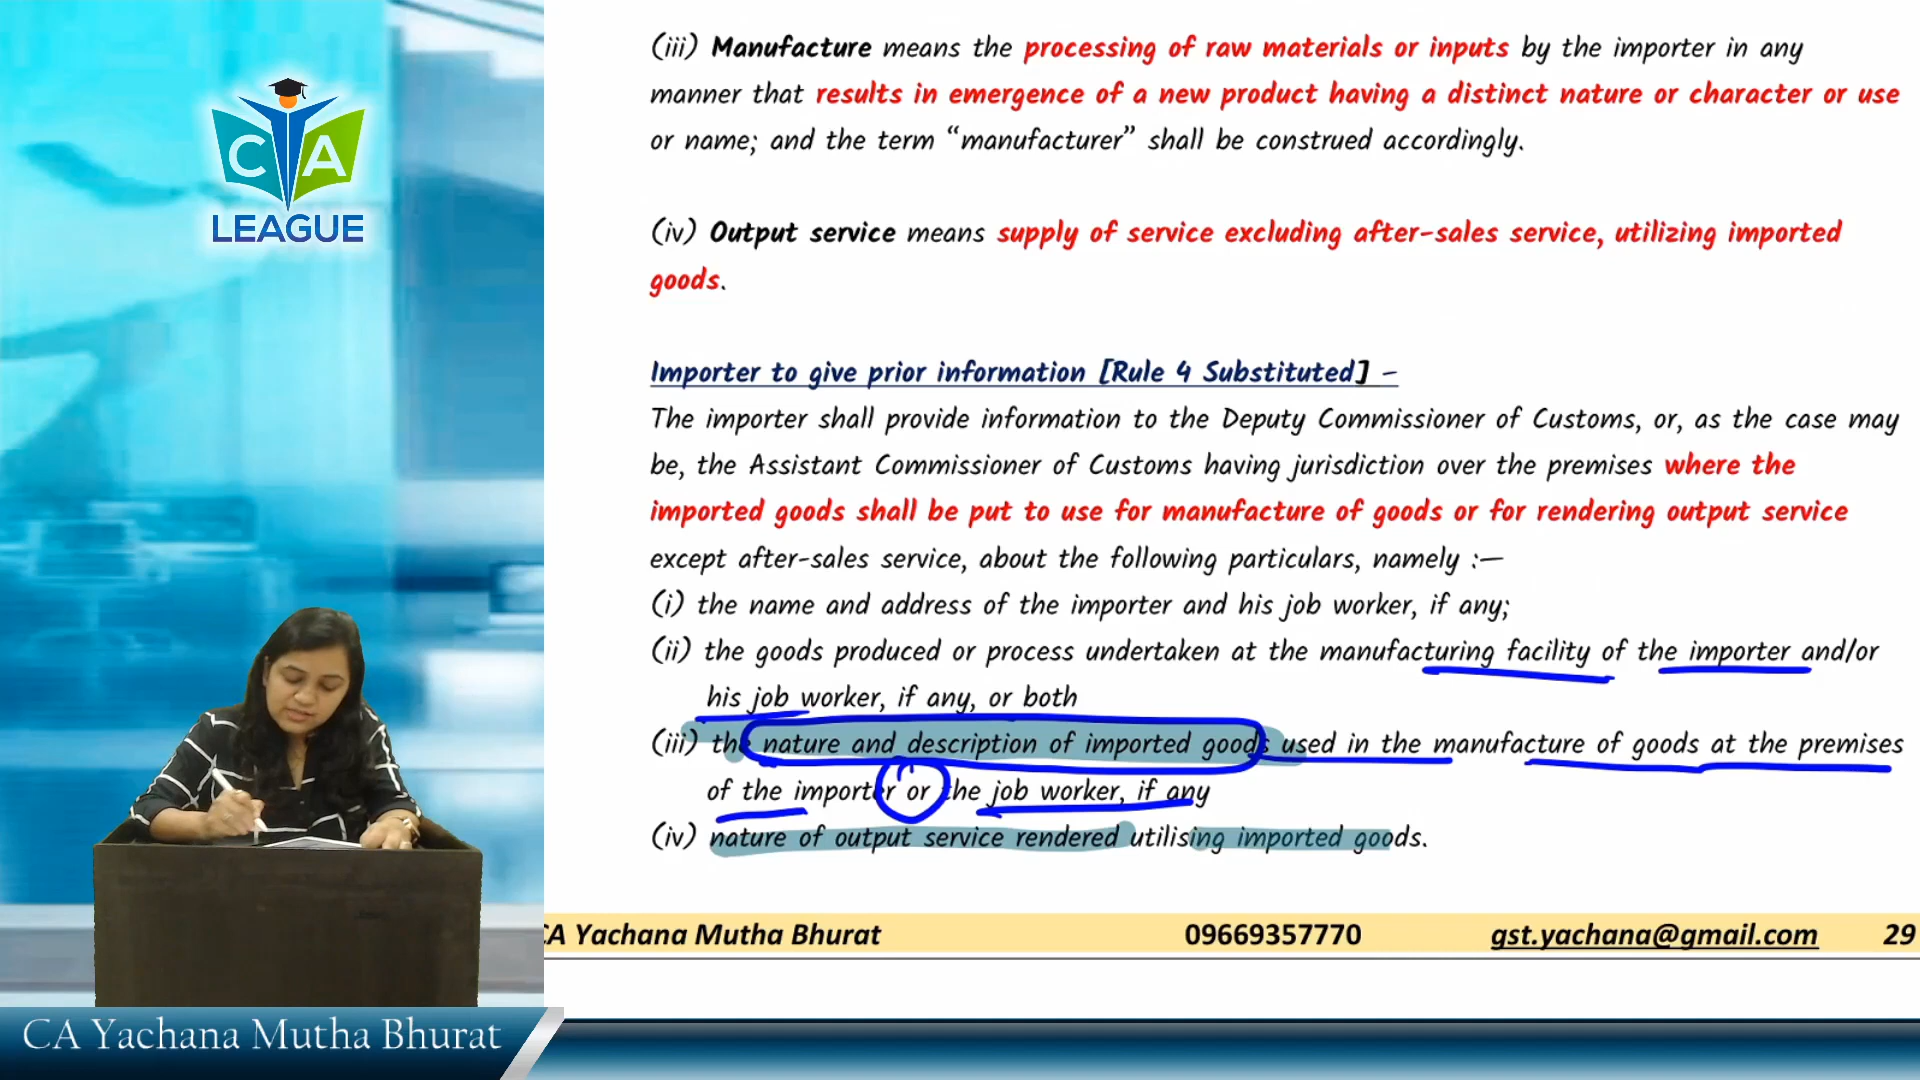 C A
LEAGUE
(iii) Manufacture means the processing of raw materials or inputs by the importer in any
manner that results in emergence of a new product having a distinct nature or character or use
or name; and the term “manufacturer” shall be construed accordingly.
(iv) Output service means supply of service excluding after-sales service, utilizing imported
goods.
Importer to give prior information [Rule 4 Substituted] –
The importer shall provide information to the Deputy Commissioner of Customs, or, as the case may
be, the Assistant Commissioner of Customs having jurisdiction over the premises where the
imported goods shall be put to use for manufacture of goods or for rendering output service
except after-sales service, about the following particulars, namely :—
(i) the name and address of the importer and his job worker, if any;
(ii) the goods produced or process undertaken at the manufacturing facility of the importer and/or
his job worker, if any, or both
(iii) the nature and description of imported goods used in the manufacture of goods at the premises
of the importer or the job worker, if any
(iv) nature of output service rendered utilising imported goods.
CA Yachana Mutha Bhurat 09669357770 gst.yachana@gmail.com 29
CA Yachana Mutha Bhurat